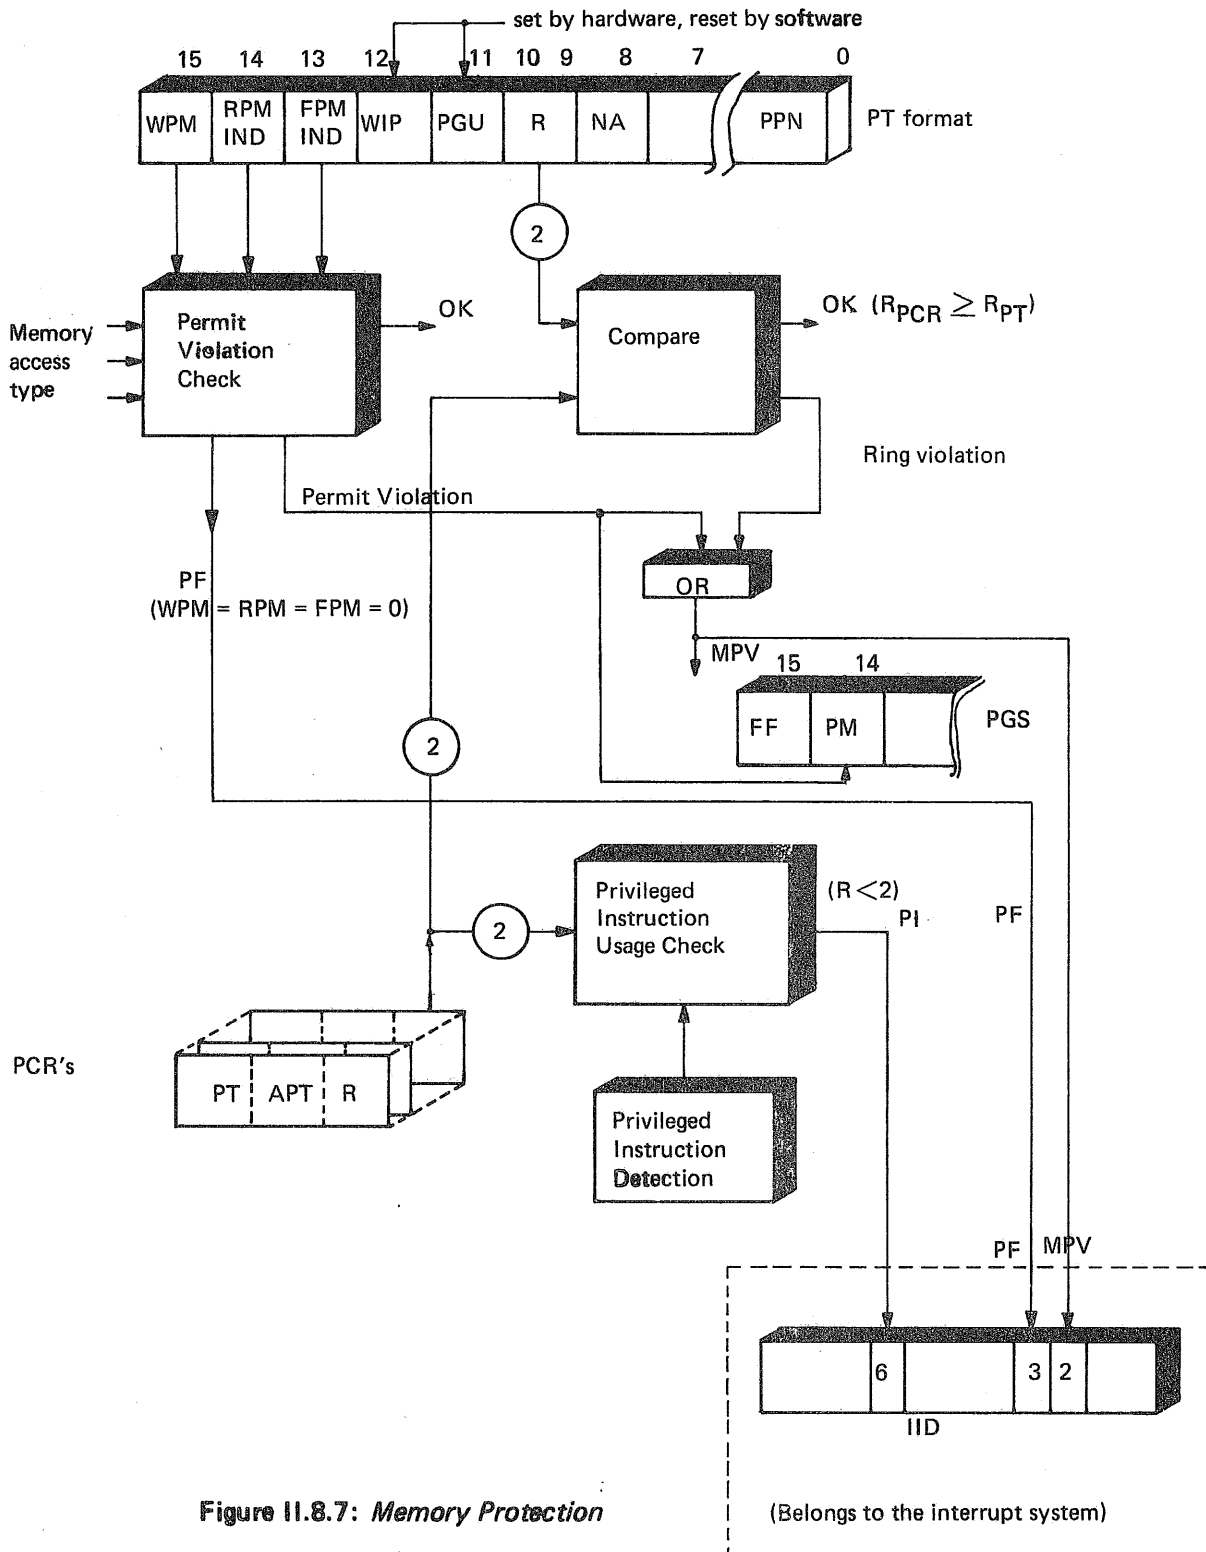 set by hardware, reset by software
15 14 13 12 11 10 9 8 7 0
WPM
RPM
IND
FPM
IND
WIP
PGU
R
NA
PPN
PT format
2
Memory
access
type
Permit
Violation
Check
OK
Compare
OK (R_PCR ≥ R_PT)
Ring violation
Permit Violation
OR
PF
(WPM = RPM = FPM = 0)
MPV
15 14
FF
PM
PGS
2
Privileged
Instruction
Usage Check
(R < 2)
PI
PF
2
PCR's
PT
APT
R
Privileged
Instruction
Detection
PF
MPV
6
3
2
IID
Figure II.8.7: Memory Protection
(Belongs to the interrupt system)